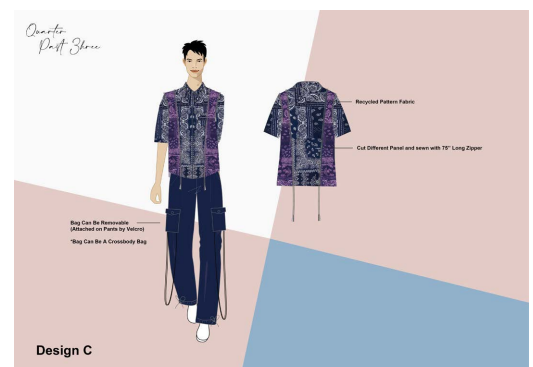 Quarter
Past Three
Recycled Pattern Fabric
Cut Different Panel and sewn with 75" Long Zipper
Bag Can Be Removable
(Attached on Pants by Velcro)
*Bag Can Be A Crossbody Bag
Design C